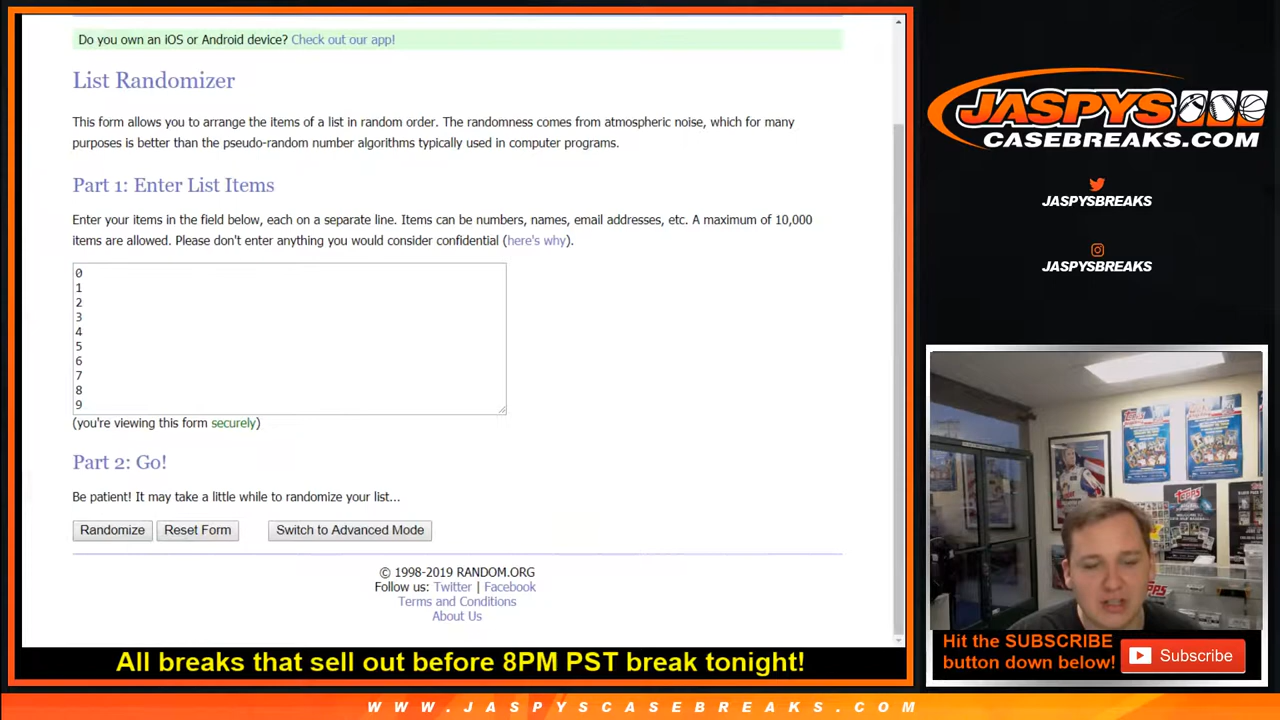 Do you own an iOS or Android device? Check out our app!
List Randomizer
This form allows you to arrange the items of a list in random order. The randomness comes from atmospheric noise, which for many
purposes is better than the pseudo-random number algorithms typically used in computer programs.
Part 1: Enter List Items
Enter your items in the field below, each on a separate line. Items can be numbers, names, email addresses, etc. A maximum of 10,000
items are allowed. Please don't enter anything you would consider confidential (here's why).
0
1
2
3
4
5
6
7
8
9
(you're viewing this form securely)
Part 2: Go!
Be patient! It may take a little while to randomize your list...
Randomize Reset Form Switch to Advanced Mode
© 1998-2019 RANDOM.ORG
Follow us: Twitter | Facebook
Terms and Conditions
About Us
All breaks that sell out before 8PM PST break tonight!
JASPYS
CASEBREAKS.COM
JASPYSBREAKS
JASPYSBREAKS
Hit the SUBSCRIBE
button down below!
Subscribe
WWW.JASPYSCASEBREAKS.COM